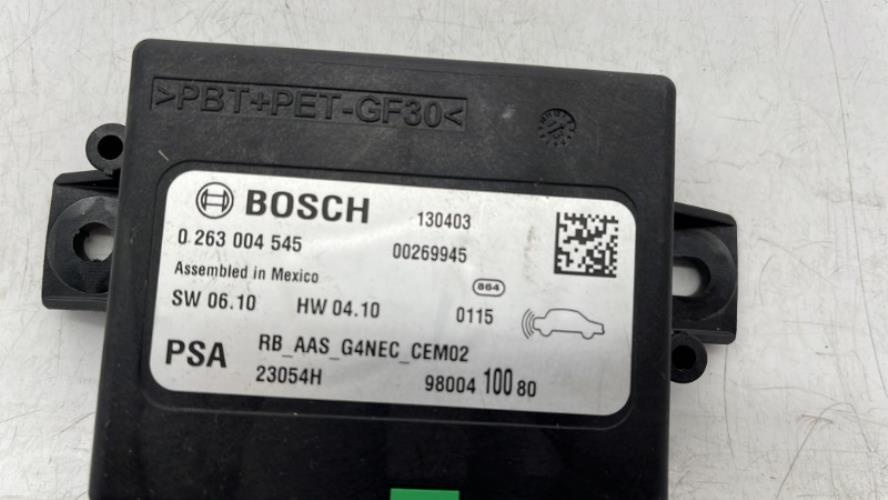 >PBT+PET-GF30<
BOSCH 130403
0 263 004 545 00269945
Assembled in Mexico 864
SW 06.10 HW 04.10 0115
PSA RB_AAS_G4NEC_CEM02
23054H 98004 100 80